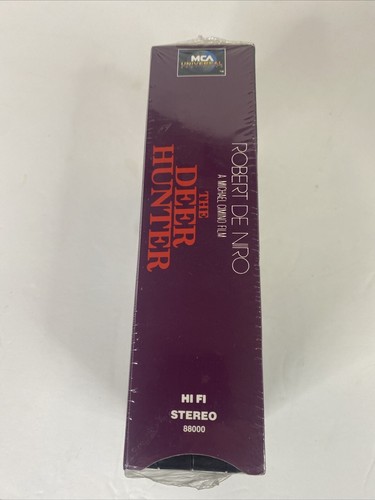 MCA
UNIVERSAL
ROBERT DE NIRO
A MICHAEL CIMINO FILM
THE
DEER
HUNTER
HI FI
STEREO
88000